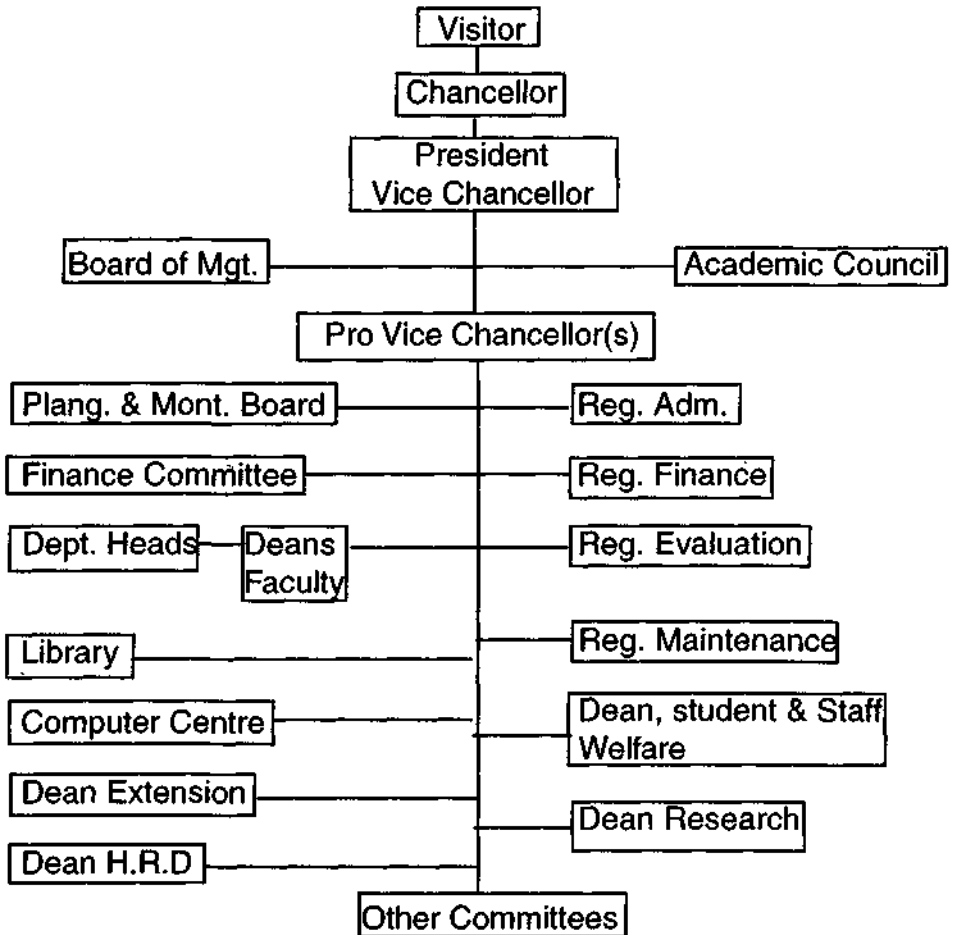 Visitor
Chancellor
President
Vice Chancellor
Board of Mgt.
Academic Council
Pro Vice Chancellor(s)
Plang. & Mont. Board
Reg. Adm.
Finance Committee
Reg. Finance
Dept. Heads
Deans
Faculty
Reg. Evaluation
Library
Reg. Maintenance
Computer Centre
Dean, student & Staff
Welfare
Dean Extension
Dean Research
Dean H.R.D
Other Committees